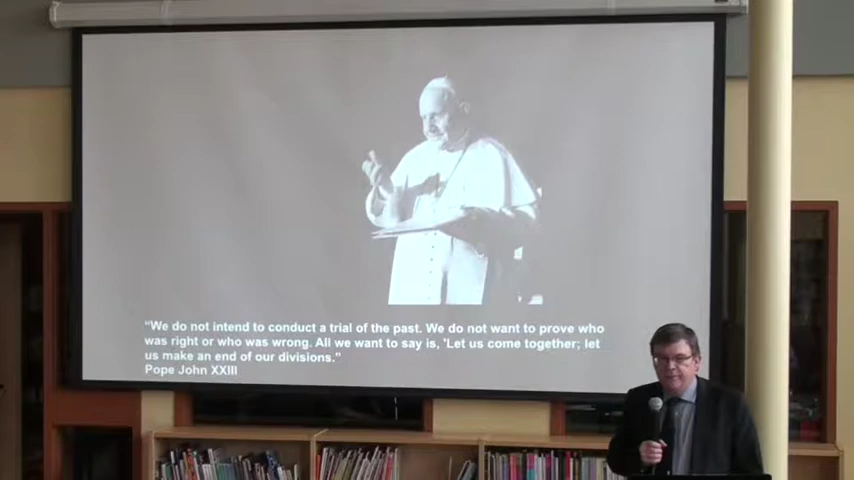 “We do not intend to conduct a trial of the past. We do not want to prove who
was right or who was wrong. All we want to say is, 'Let us come together; let
us make an end of our divisions.”
Pope John XXIII